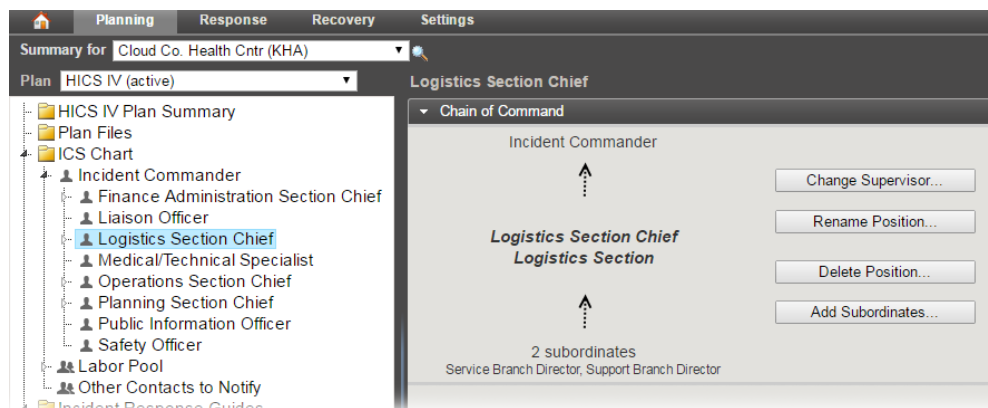 Planning Response Recovery Settings
Summary for Cloud Co. Health Cntr (KHA)
Plan HICS IV (active)
HICS IV Plan Summary
Plan Files
ICS Chart
Incident Commander
Finance Administration Section Chief
Liaison Officer
Logistics Section Chief
Medical/Technical Specialist
Operations Section Chief
Planning Section Chief
Public Information Officer
Safety Officer
Labor Pool
Other Contacts to Notify
Incident Response Guides
Logistics Section Chief
Chain of Command
Incident Commander
Logistics Section Chief
Logistics Section
2 subordinates
Service Branch Director, Support Branch Director
Change Supervisor...
Rename Position...
Delete Position...
Add Subordinates...